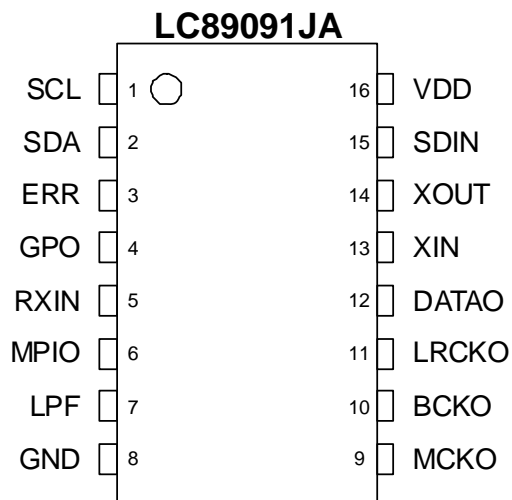 LC89091JA
SCL 1 16 VDD
SDA 2 15 SDIN
ERR 3 14 XOUT
GPO 4 13 XIN
RXIN 5 12 DATAO
MPIO 6 11 LRCKO
LPF 7 10 BCKO
GND 8 9 MCKO